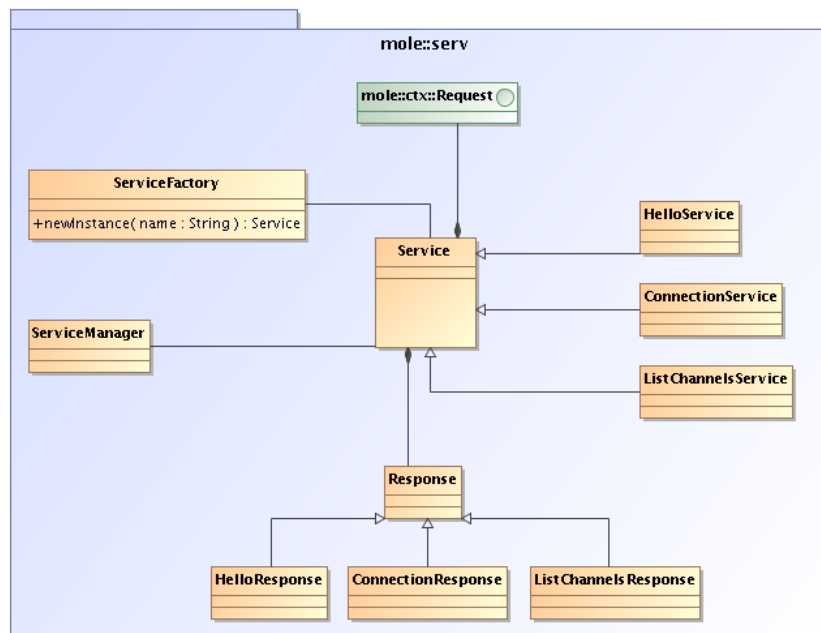 mole::serv
mole::ctx::Request
ServiceFactory
+newInstance( name : String ) : Service
HelloService
Service
ConnectionService
ServiceManager
ListChannelsService
Response
HelloResponse
ConnectionResponse
ListChannelsResponse